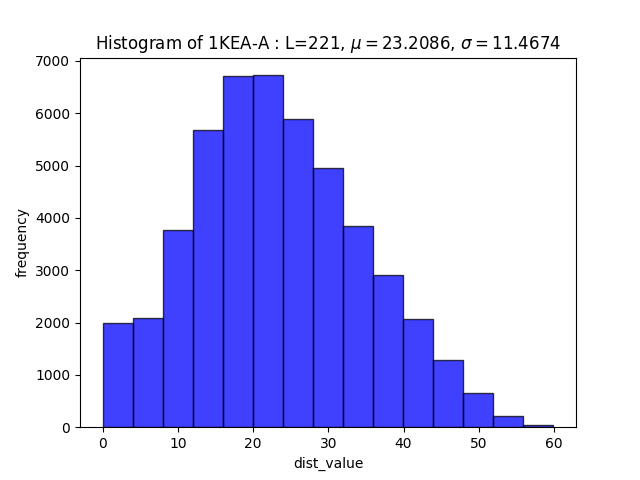 Histogram of 1KEA-A : L=221, μ = 23.2086, σ = 11.4674
7000
6000
5000
4000
3000
2000
1000
0
frequency
0 10 20 30 40 50 60
dist_value